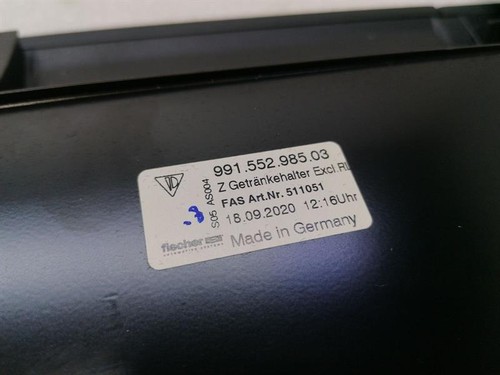 991.552.985.03
Z Getränkehalter Excl.RL
FAS Art.Nr. 511051
18.09.2020 12:16Uhr
S05 AS004
fischer Made in Germany